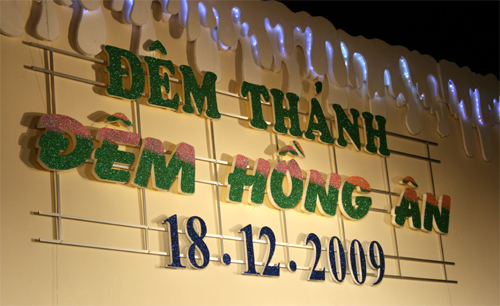 ĐÊM THÁNH
ĐÊM HỒNG ÂN
18.12.2009